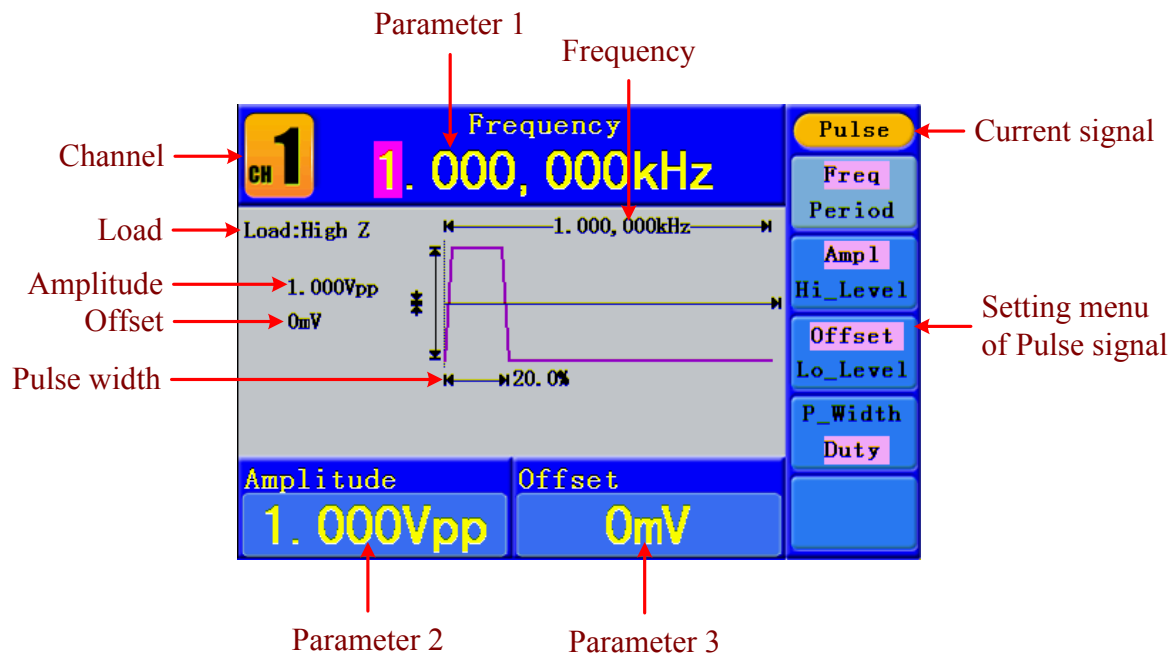 Parameter 1
Frequency
Channel
Load
Amplitude
Offset
Pulse width
CH 1
Frequency
1.000,000kHz
Load:High Z
1.000,000kHz
1.000Vpp
0mV
20.0%
Amplitude
1.000Vpp
Offset
0mV
Pulse
Freq
Period
Ampl
Hi_Level
Offset
Lo_Level
P_Width
Duty
Current signal
Setting menu
of Pulse signal
Parameter 2
Parameter 3